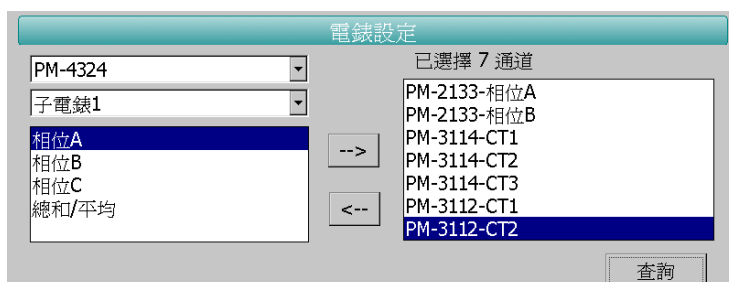 電錶設定
PM-4324
子電錶1
相位A
相位B
相位C
總和/平均
-->
<--
已選擇 7 通道
PM-2133-相位A
PM-2133-相位B
PM-3114-CT1
PM-3114-CT2
PM-3114-CT3
PM-3112-CT1
PM-3112-CT2
查詢